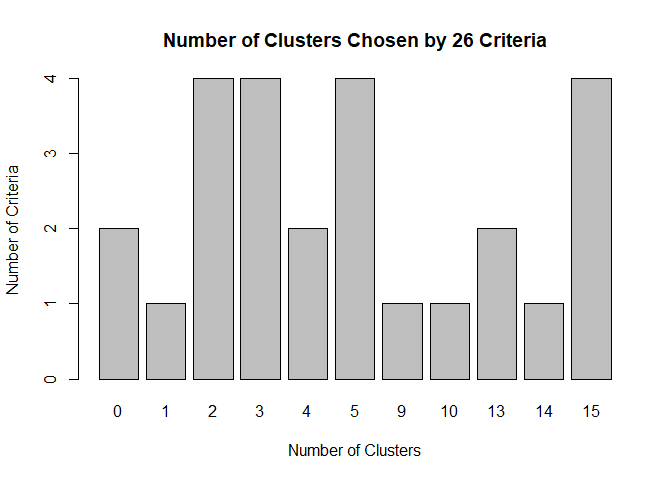 Number of Clusters Chosen by 26 Criteria
Number of Criteria
4
3
2
1
0
0 1 2 3 4 5 9 10 13 14 15
Number of Clusters